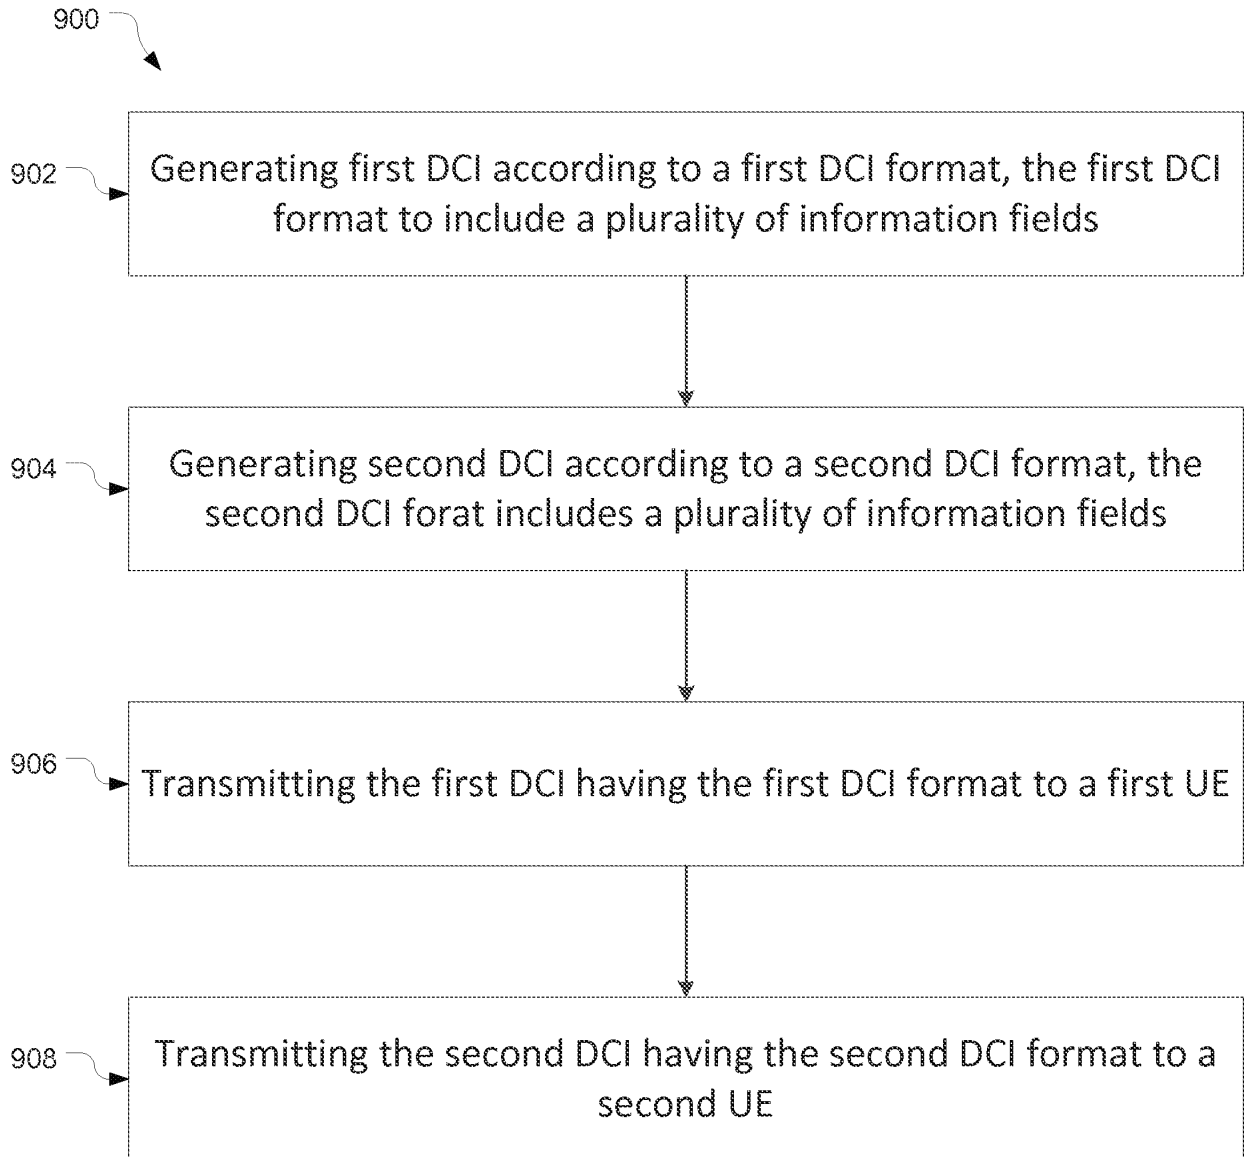 900
902
Generating first DCI according to a first DCI format, the first DCI
format to include a plurality of information fields
904
Generating second DCI according to a second DCI format, the
second DCI forat includes a plurality of information fields
906
Transmitting the first DCI having the first DCI format to a first UE
908
Transmitting the second DCI having the second DCI format to a
second UE